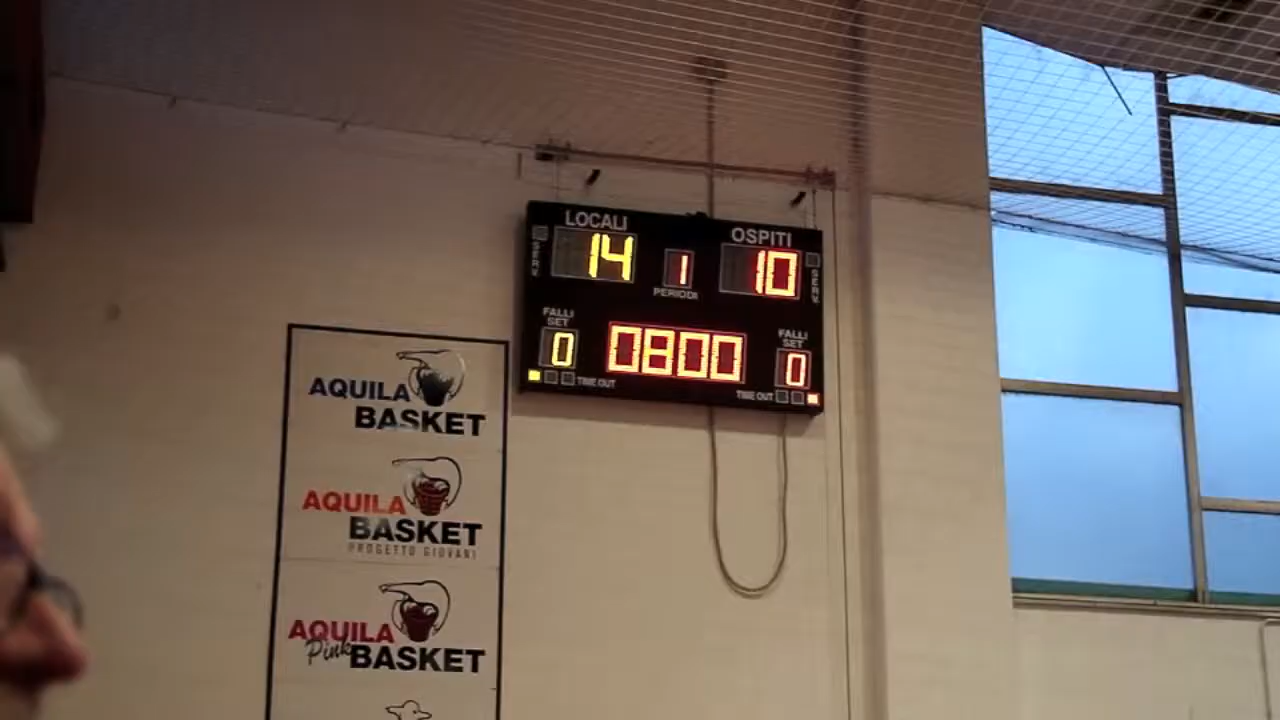 LOCALI
OSPITI
SERV
14
1
10
SERV
PERIODI
FALLI
SET
0
0800
FALLI
SET
0
TIME OUT
TIME OUT
AQUILA
BASKET
AQUILA
BASKET
PROGETTO GIOVANI
AQUILA
Pink BASKET